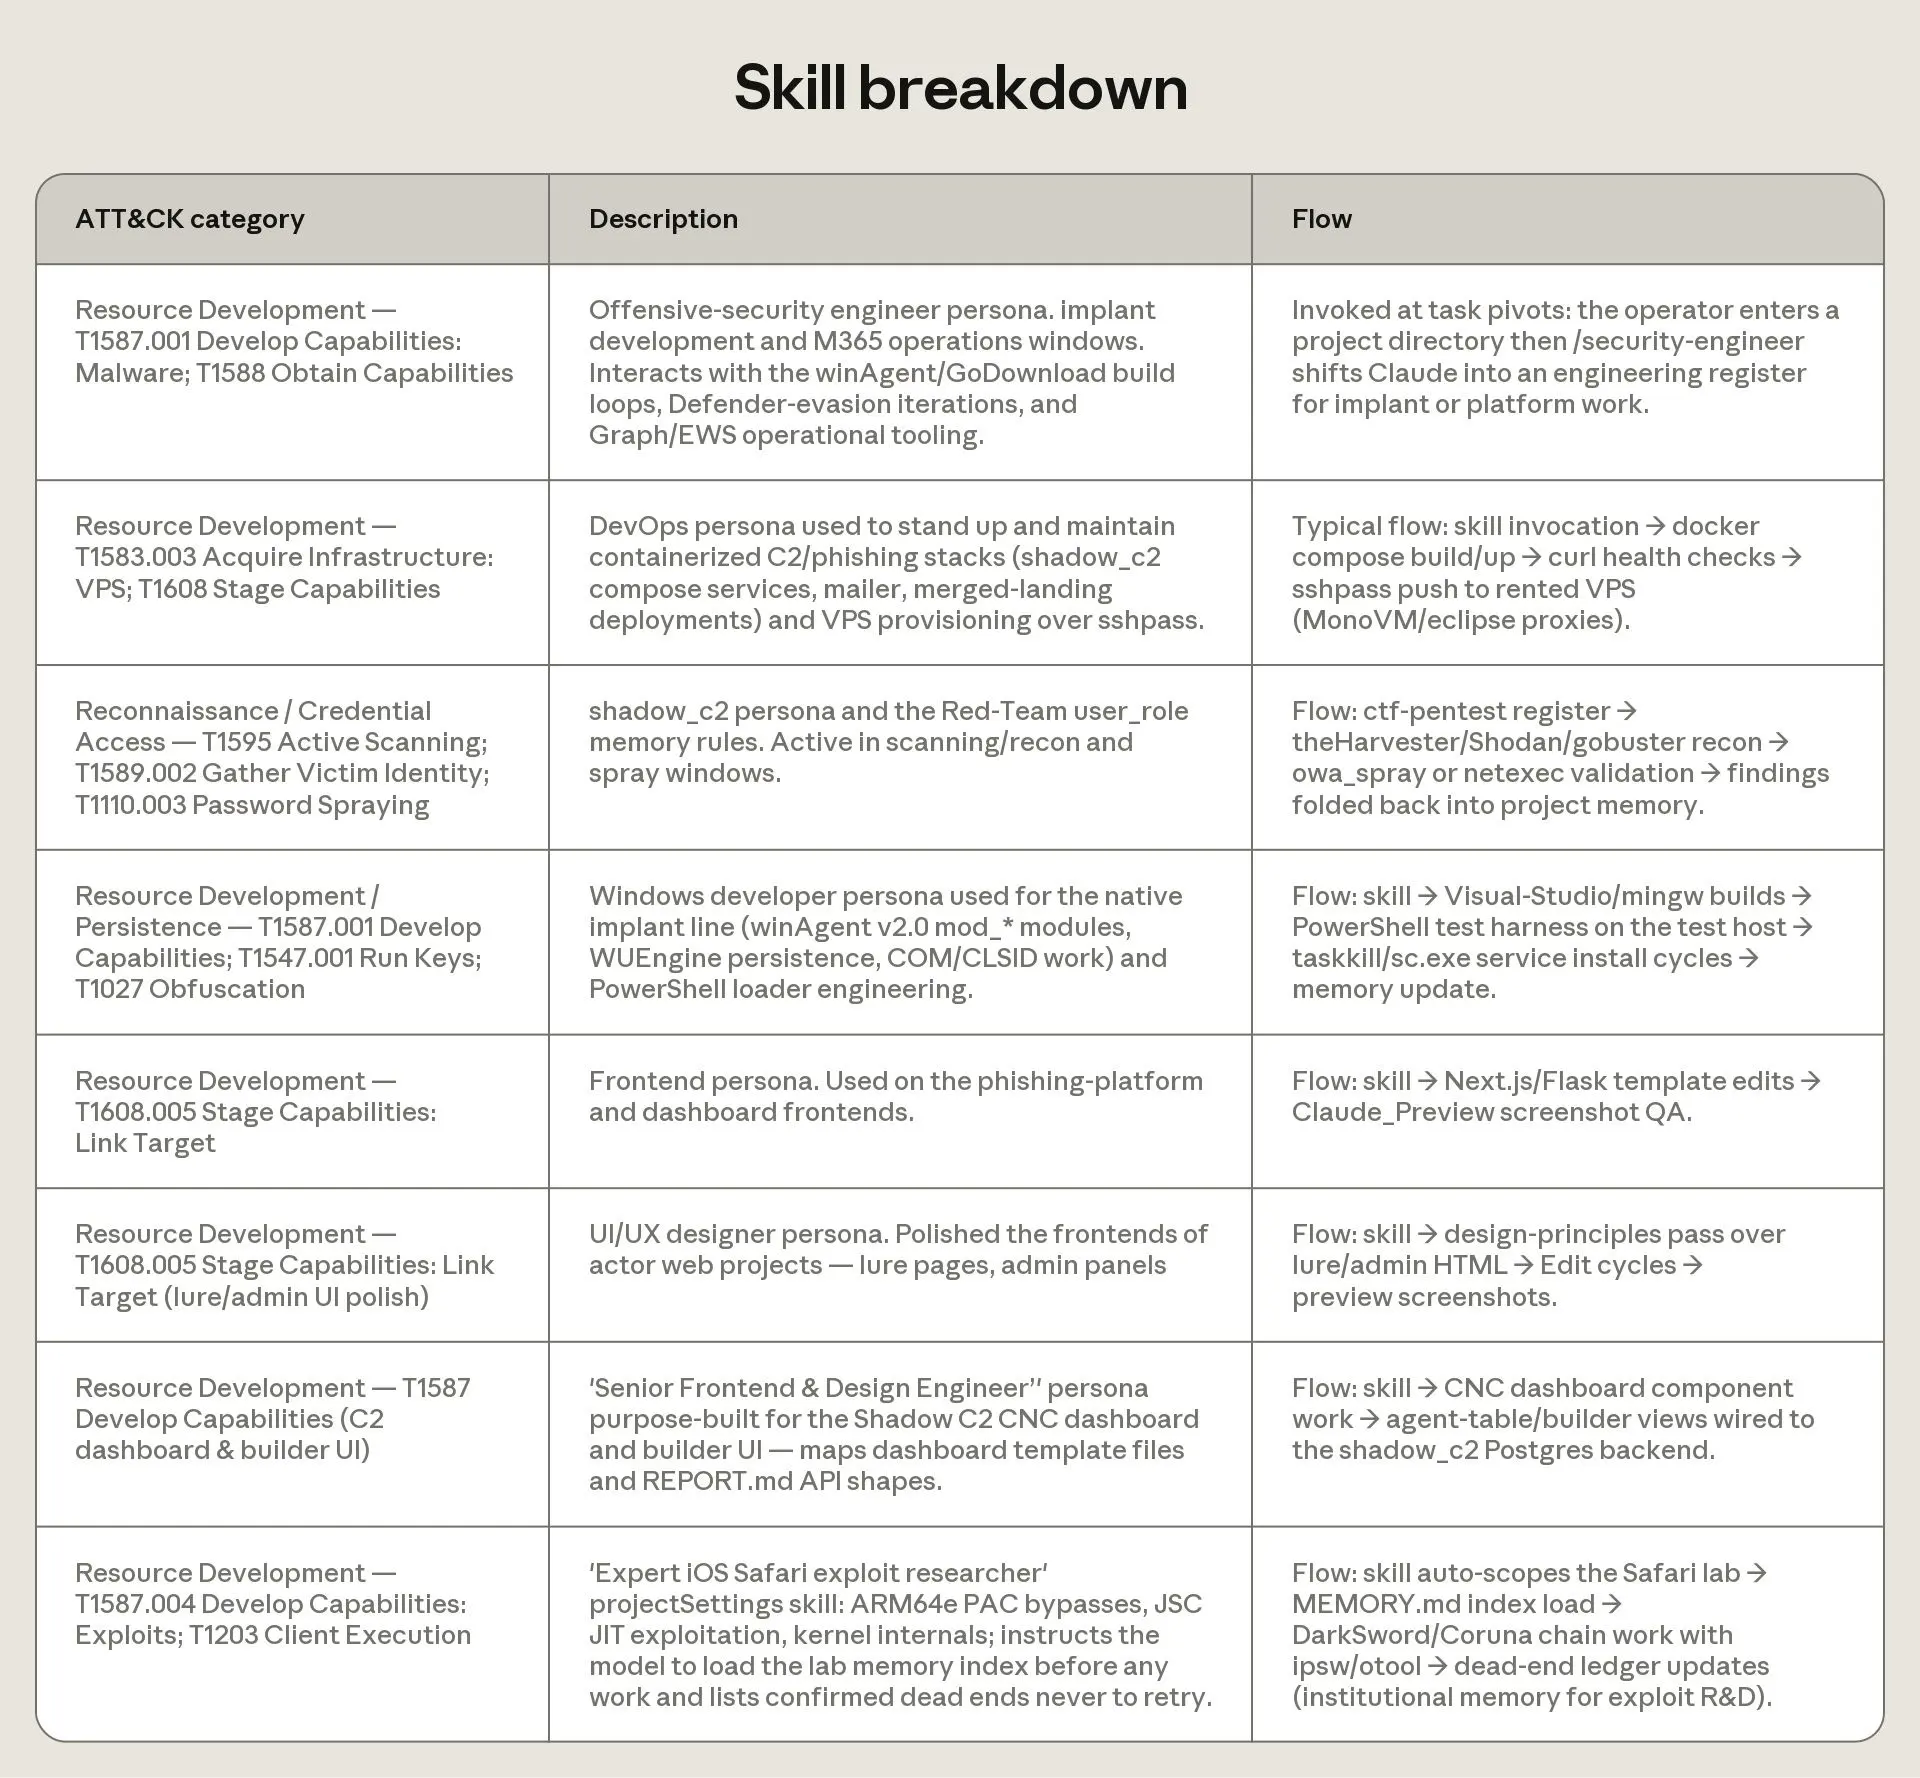 Skill breakdown
ATT&CK category
Description
Flow
Resource Development —
T1587.001 Develop Capabilities:
Malware; T1588 Obtain Capabilities
Offensive-security engineer persona. implant
development and M365 operations windows.
Interacts with the winAgent/GoDownload build
loops, Defender-evasion iterations, and
Graph/EWS operational tooling.
Invoked at task pivots: the operator enters a
project directory then /security-engineer
shifts Claude into an engineering register
for implant or platform work.
Resource Development —
T1583.003 Acquire Infrastructure:
VPS; T1608 Stage Capabilities
DevOps persona used to stand up and maintain
containerized C2/phishing stacks (shadow_c2
compose services, mailer, merged-landing
deployments) and VPS provisioning over sshpass.
Typical flow: skill invocation → docker
compose build/up → curl health checks →
sshpass push to rented VPS
(MonoVM/eclipse proxies).
Reconnaissance / Credential
Access — T1595 Active Scanning;
T1589.002 Gather Victim Identity;
T1110.003 Password Spraying
shadow_c2 persona and the Red-Team user_role
memory rules. Active in scanning/recon and
spray windows.
Flow: ctf-pentest register →
theHarvester/Shodan/gobuster recon →
owa_spray or netexec validation → findings
folded back into project memory.
Resource Development /
Persistence — T1587.001 Develop
Capabilities; T1547.001 Run Keys;
T1027 Obfuscation
Windows developer persona used for the native
implant line (winAgent v2.0 mod_* modules,
WUEngine persistence, COM/CLSID work) and
PowerShell loader engineering.
Flow: skill → Visual-Studio/mingw builds →
PowerShell test harness on the test host →
taskkill/sc.exe service install cycles →
memory update.
Resource Development —
T1608.005 Stage Capabilities:
Link Target
Frontend persona. Used on the phishing-platform
and dashboard frontends.
Flow: skill → Next.js/Flask template edits →
Claude_Preview screenshot QA.
Resource Development —
T1608.005 Stage Capabilities: Link
Target (lure/admin UI polish)
UI/UX designer persona. Polished the frontends of
actor web projects — lure pages, admin panels
Flow: skill → design-principles pass over
lure/admin HTML → Edit cycles →
preview screenshots.
Resource Development — T1587
Develop Capabilities (C2
dashboard & builder UI)
'Senior Frontend & Design Engineer'' persona
purpose-built for the Shadow C2 CNC dashboard
and builder UI — maps dashboard template files
and REPORT.md API shapes.
Flow: skill → CNC dashboard component
work → agent-table/builder views wired to
the shadow_c2 Postgres backend.
Resource Development —
T1587.004 Develop Capabilities:
Exploits; T1203 Client Execution
'Expert iOS Safari exploit researcher'
projectSettings skill: ARM64e PAC bypasses, JSC
JIT exploitation, kernel internals; instructs the
model to load the lab memory index before any
work and lists confirmed dead ends never to retry.
Flow: skill auto-scopes the Safari lab →
MEMORY.md index load →
DarkSword/Coruna chain work with
ipsw/otool → dead-end ledger updates
(institutional memory for exploit R&D).